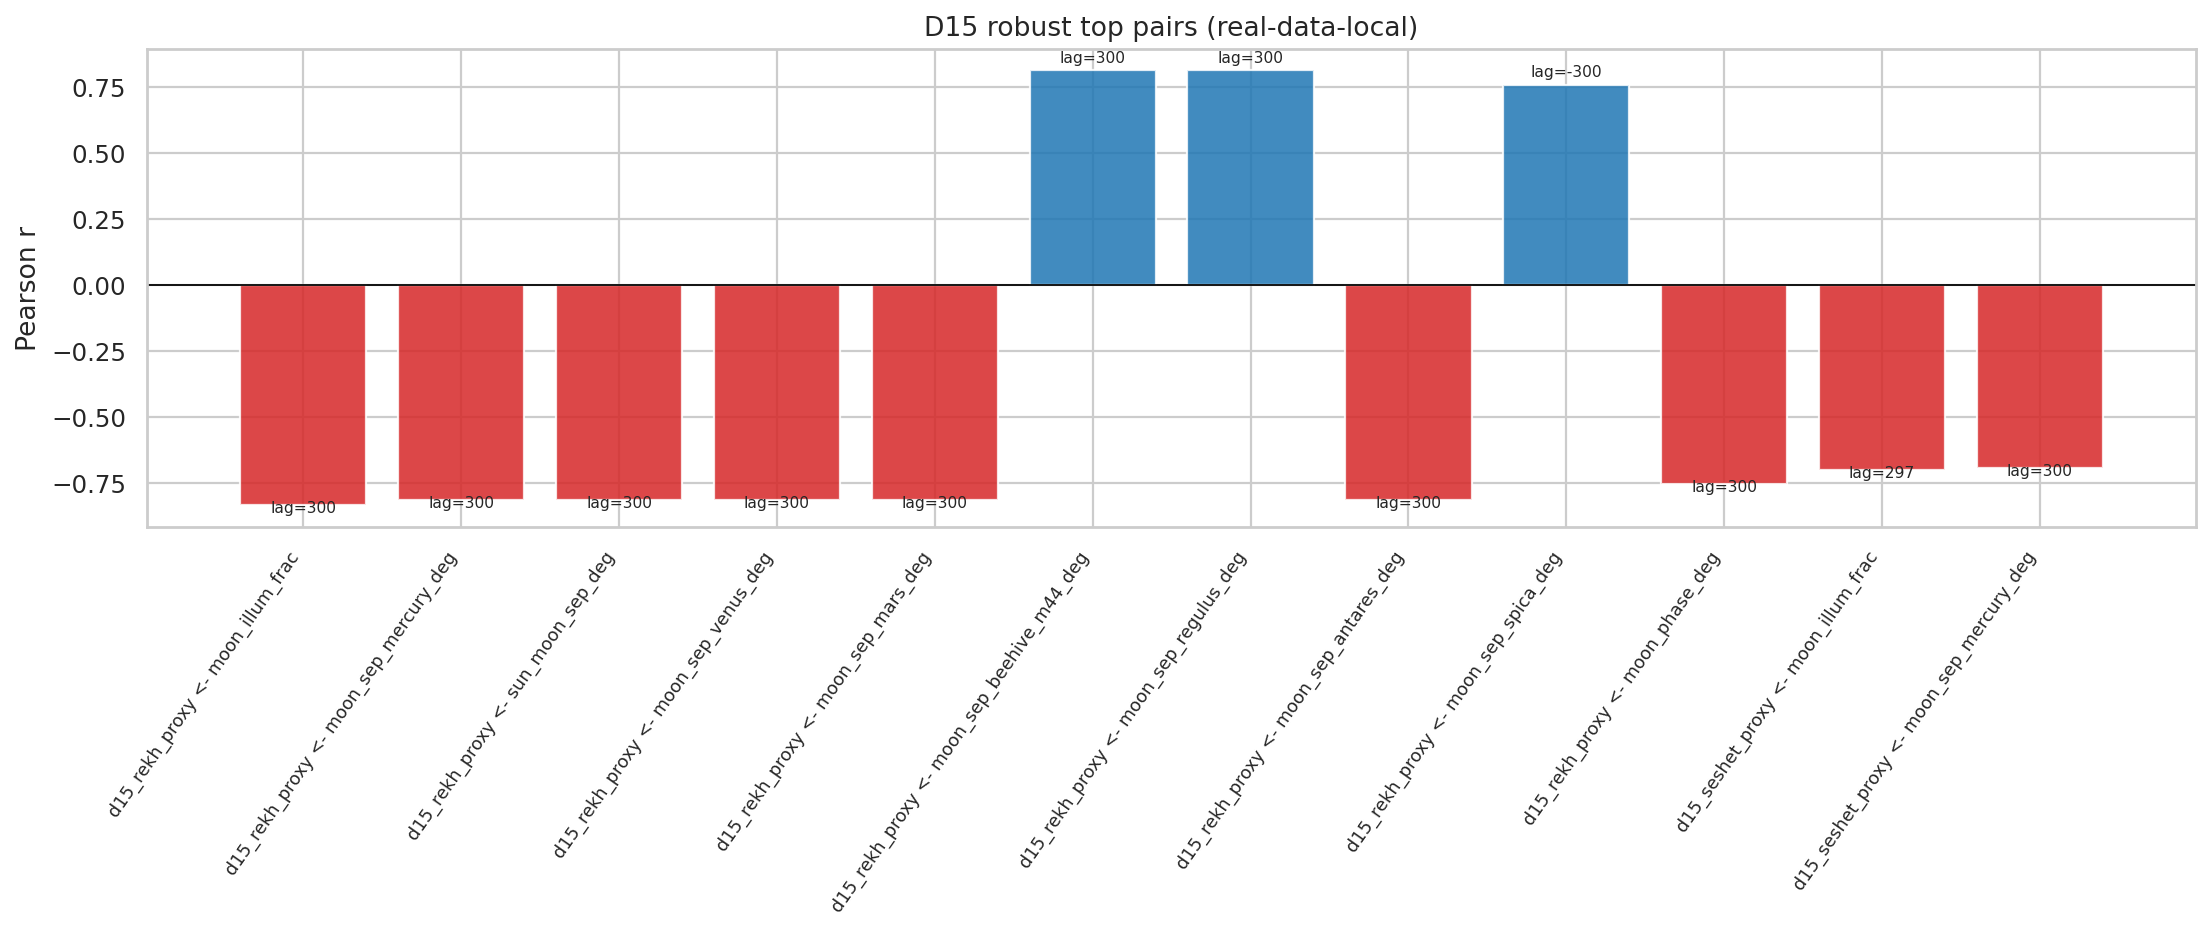 D15 robust top pairs (real-data-local)
Pearson r
0.75
0.50
0.25
0.00
−0.25
−0.50
−0.75
lag=300
lag=300
lag=300
lag=300
lag=300
lag=300
lag=300
lag=300
lag=-300
lag=300
lag=297
lag=300
d15_rekh_proxy <- moon_illum_frac
d15_rekh_proxy <- moon_sep_mercury_deg
d15_rekh_proxy <- sun_moon_sep_deg
d15_rekh_proxy <- moon_sep_venus_deg
d15_rekh_proxy <- moon_sep_mars_deg
d15_rekh_proxy <- moon_sep_beehive_m44_deg
d15_rekh_proxy <- moon_sep_regulus_deg
d15_rekh_proxy <- moon_sep_antares_deg
d15_rekh_proxy <- moon_sep_spica_deg
d15_rekh_proxy <- moon_phase_deg
d15_seshet_proxy <- moon_illum_frac
d15_seshet_proxy <- moon_sep_mercury_deg